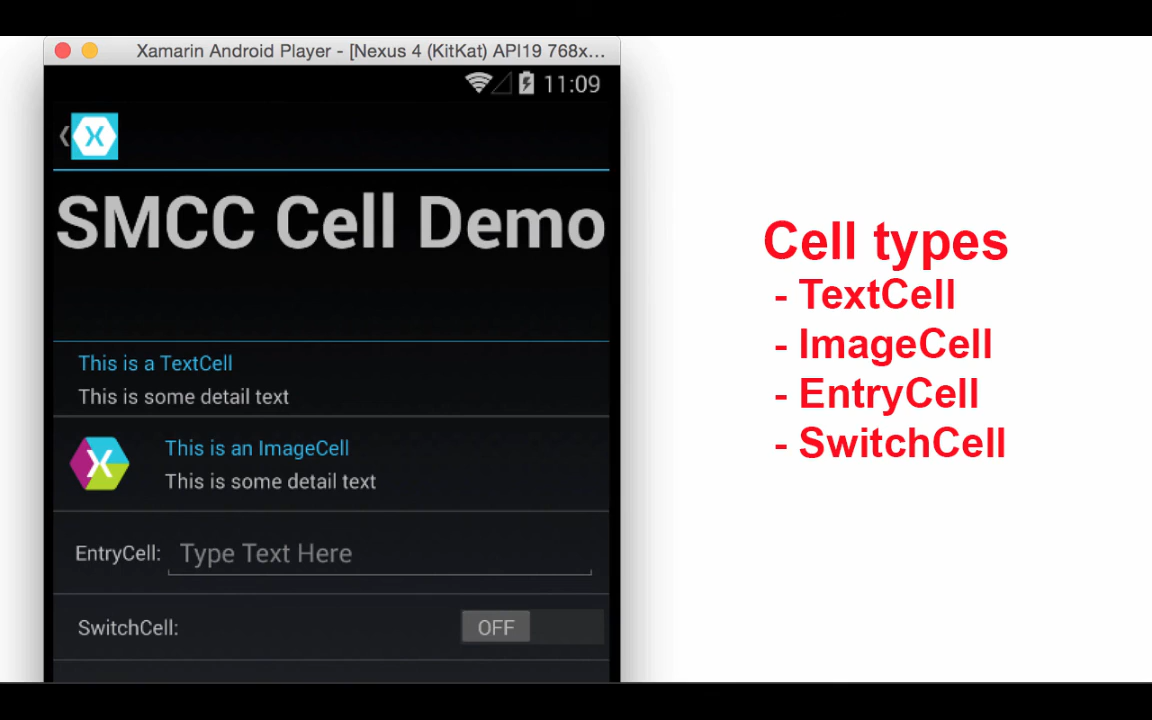 Xamarin Android Player - [Nexus 4 (KitKat) API19 768x...
11:09
X
SMCC Cell Demo
This is a TextCell
This is some detail text
X
This is an ImageCell
This is some detail text
EntryCell: Type Text Here
SwitchCell: OFF
Cell types
- TextCell
- ImageCell
- EntryCell
- SwitchCell